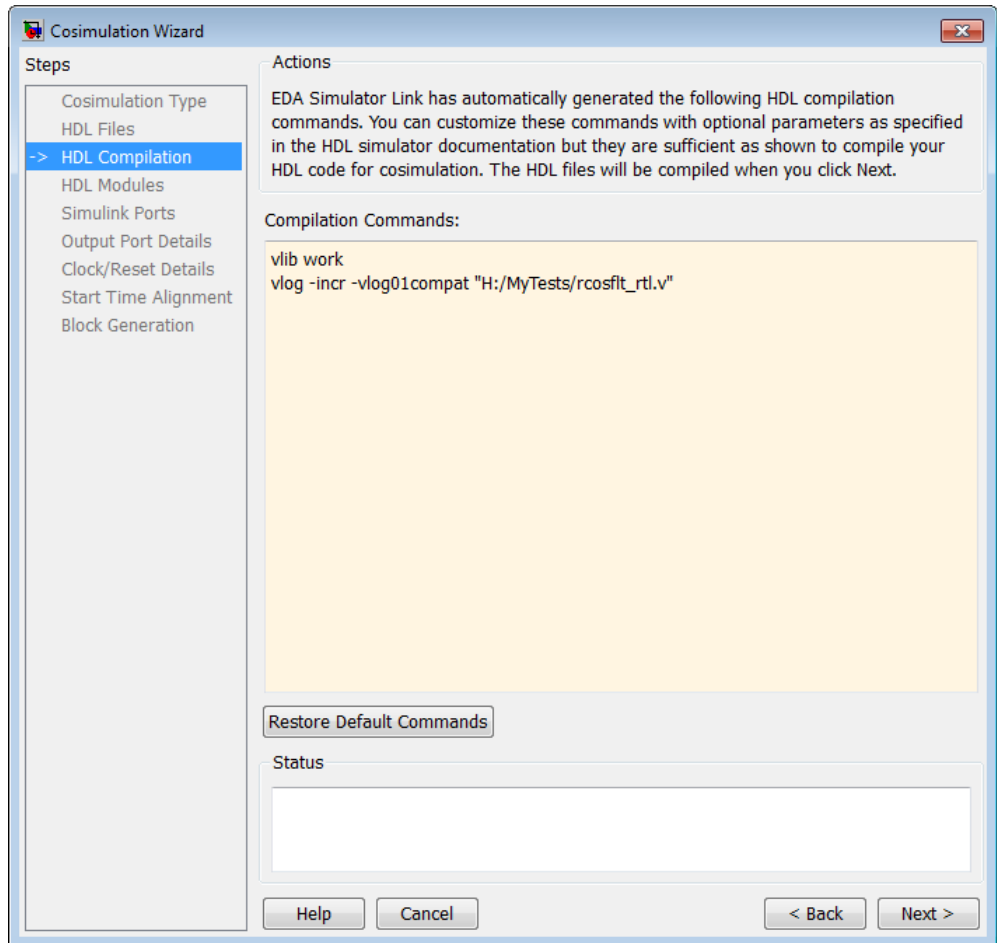 Cosimulation Wizard
Steps
Cosimulation Type
HDL Files
-> HDL Compilation
HDL Modules
Simulink Ports
Output Port Details
Clock/Reset Details
Start Time Alignment
Block Generation
Actions
EDA Simulator Link has automatically generated the following HDL compilation
commands. You can customize these commands with optional parameters as specified
in the HDL simulator documentation but they are sufficient as shown to compile your
HDL code for cosimulation. The HDL files will be compiled when you click Next.
Compilation Commands:
vlib work
vlog -incr -vlog01compat "H:/MyTests/rcosflt_rtl.v"
Restore Default Commands
Status
Help
Cancel
< Back
Next >